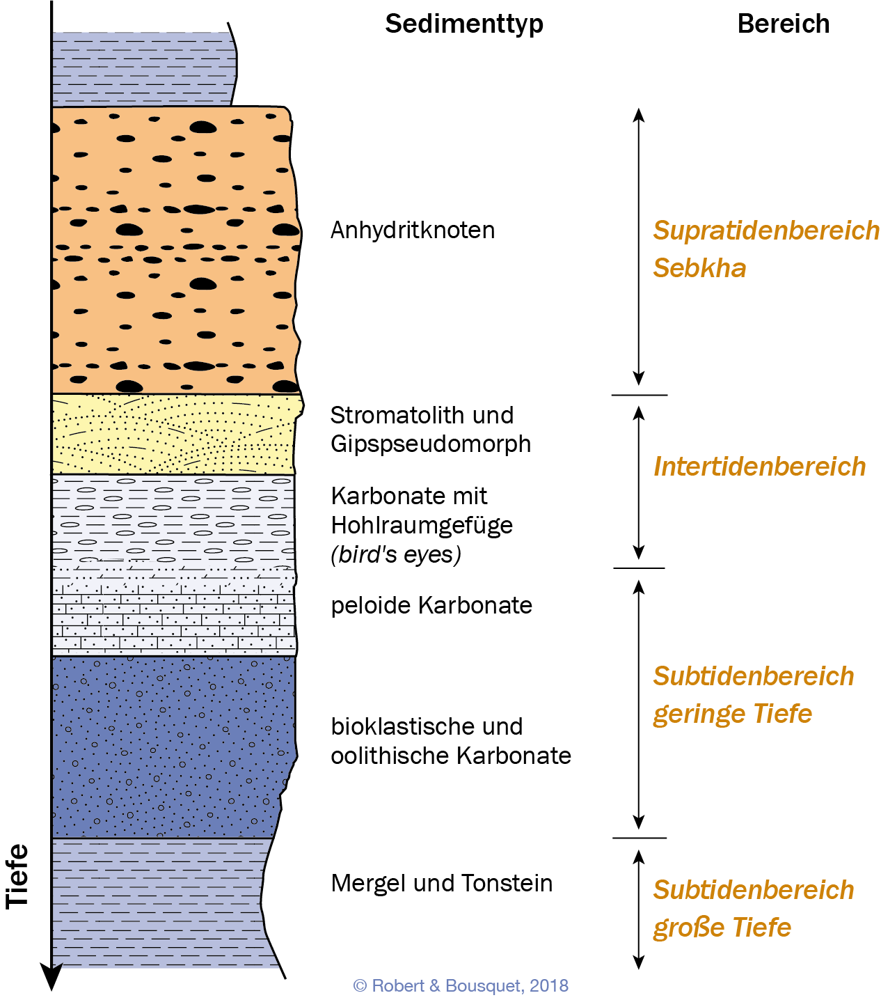 Sedimenttyp
Bereich
Anhydritknoten
Supratidenbereich
Sebkha
Stromatolith und
Gipspseudomorph
Intertidenbereich
Karbonate mit
Hohlraumgefüge
(bird's eyes)
peloide Karbonate
Subtidenbereich
geringe Tiefe
bioklastische und
oolithische Karbonate
Tiefe
Mergel und Tonstein
Subtidenbereich
große Tiefe
© Robert & Bousquet, 2018